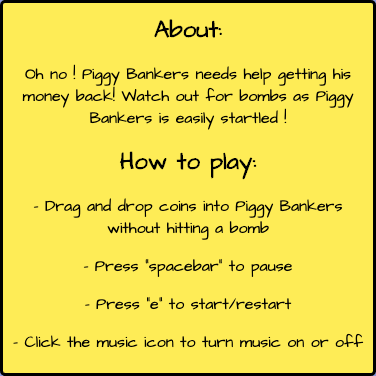 About:
Oh no ! Piggy Bankers needs help getting his
money back! Watch out for bombs as Piggy
Bankers is easily startled !
How to play:
- Drag and drop coins into Piggy Bankers
without hitting a bomb
- Press "spacebar" to pause
- Press "e" to start/restart
- Click the music icon to turn music on or off